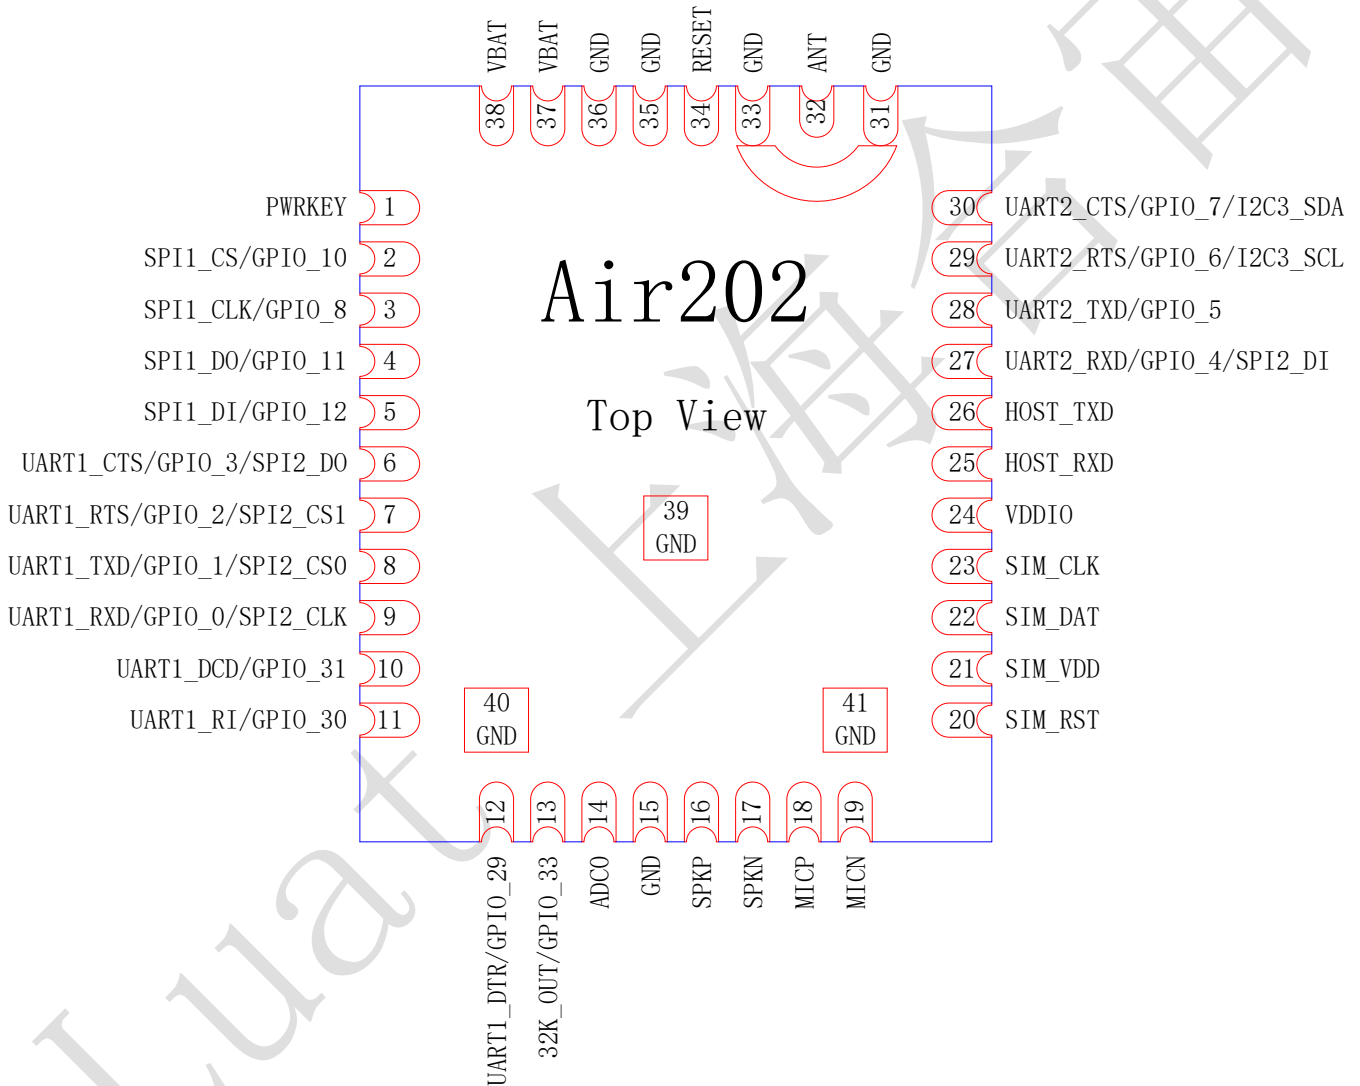 VBAT
VBAT
GND
GND
RESET
GND
ANT
GND
38
37
36
35
34
33
32
31
PWRKEY 1
SPI1_CS/GPIO_10 2
SPI1_CLK/GPIO_8 3
SPI1_DO/GPIO_11 4
SPI1_DI/GPIO_12 5
UART1_CTS/GPIO_3/SPI2_DO 6
UART1_RTS/GPIO_2/SPI2_CS1 7
UART1_TXD/GPIO_1/SPI2_CS0 8
UART1_RXD/GPIO_0/SPI2_CLK 9
UART1_DCD/GPIO_31 10
UART1_RI/GPIO_30 11
Air202
Top View
39
GND
40
GND
41
GND
30 UART2_CTS/GPIO_7/I2C3_SDA
29 UART2_RTS/GPIO_6/I2C3_SCL
28 UART2_TXD/GPIO_5
27 UART2_RXD/GPIO_4/SPI2_DI
26 HOST_TXD
25 HOST_RXD
24 VDDIO
23 SIM_CLK
22 SIM_DAT
21 SIM_VDD
20 SIM_RST
12
13
14
15
16
17
18
19
UART1_DTR/GPIO_29
32K_OUT/GPIO_33
ADC0
GND
SPKP
SPKN
MICP
MICN
Luat 上海合宙